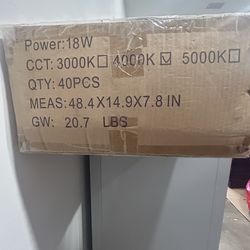 Power:18W
CCT: 3000K☐ 4000K☑ 5000K☐
QTY: 40PCS
MEAS: 48.4X14.9X7.8 IN
GW: 20.7 LBS